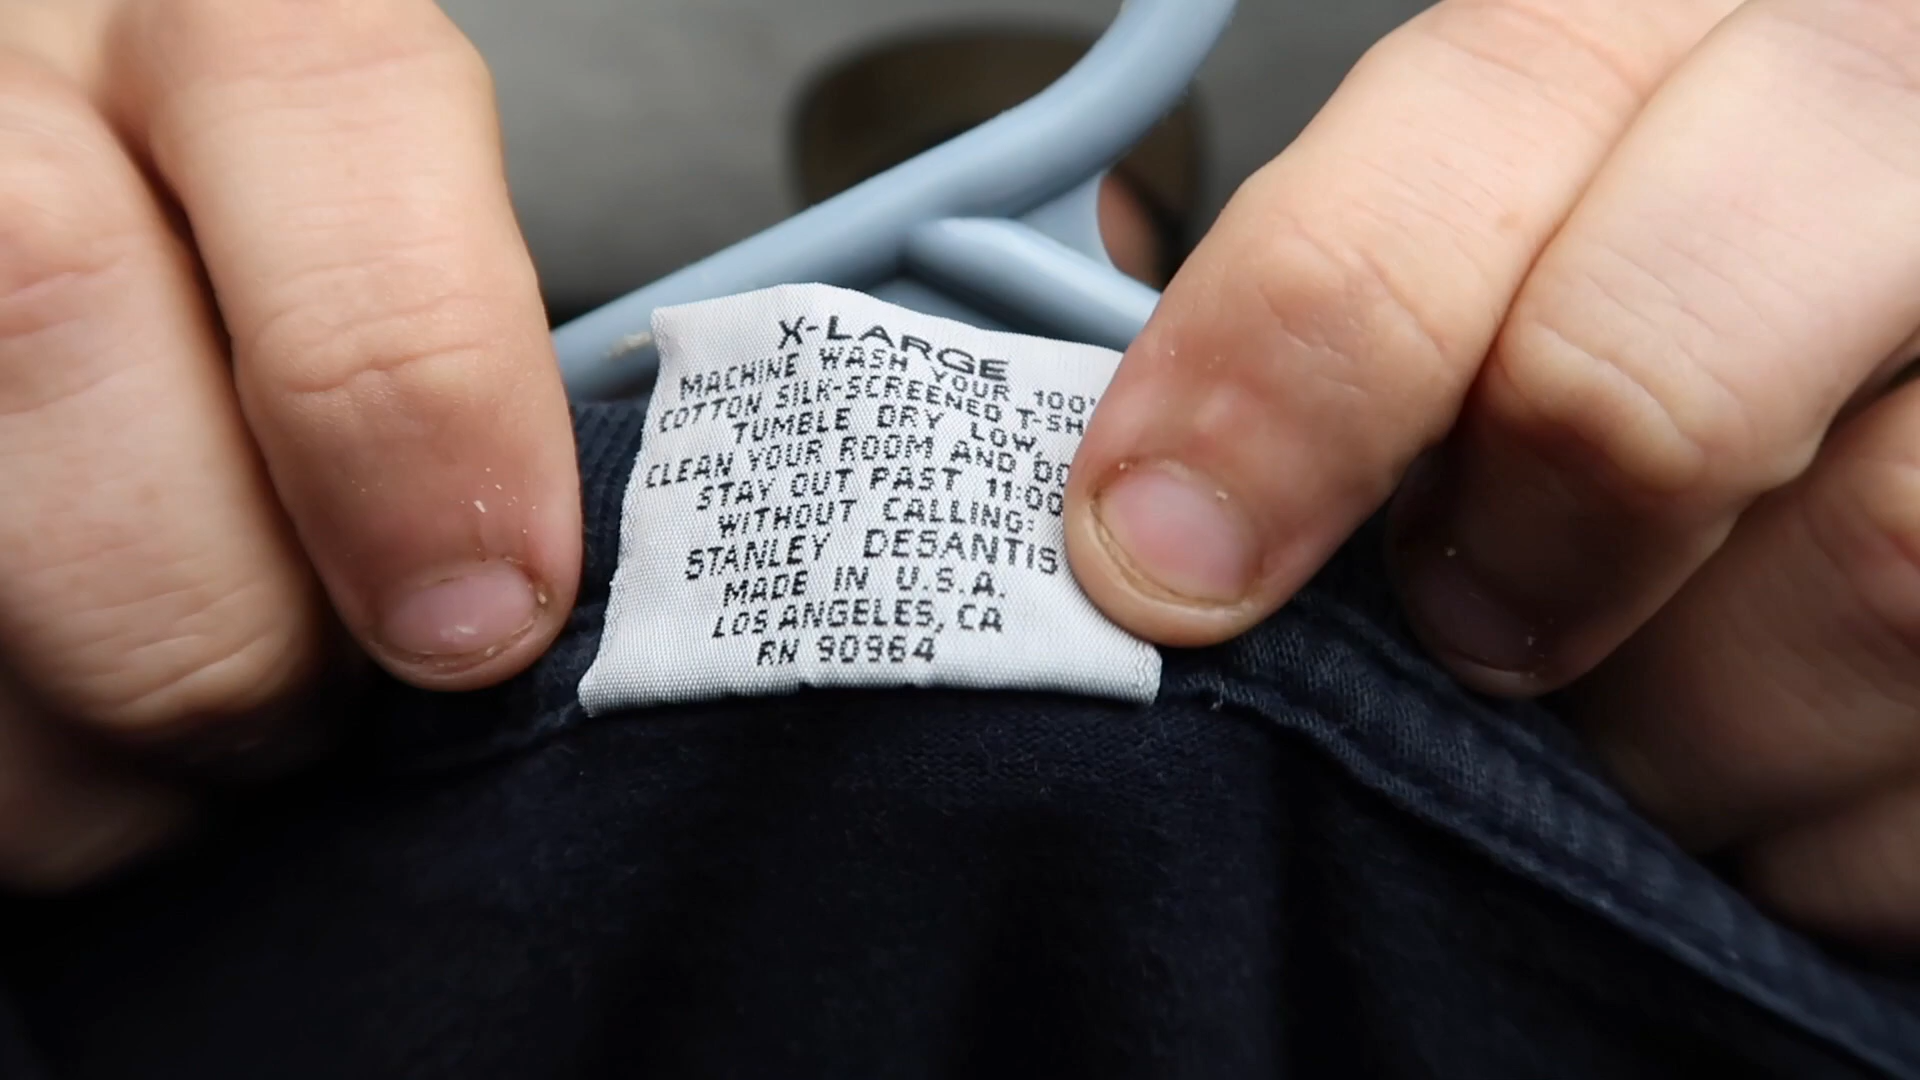 X-LARGE
MACHINE WASH YOUR 100
COTTON SILK-SCREENED T-SH
TUMBLE DRY LOW,
CLEAN YOUR ROOM AND DO
STAY OUT PAST 11:00
WITHOUT CALLING:
STANLEY DESANTIS
MADE IN U.S.A.
LOS ANGELES, CA
RN 90964